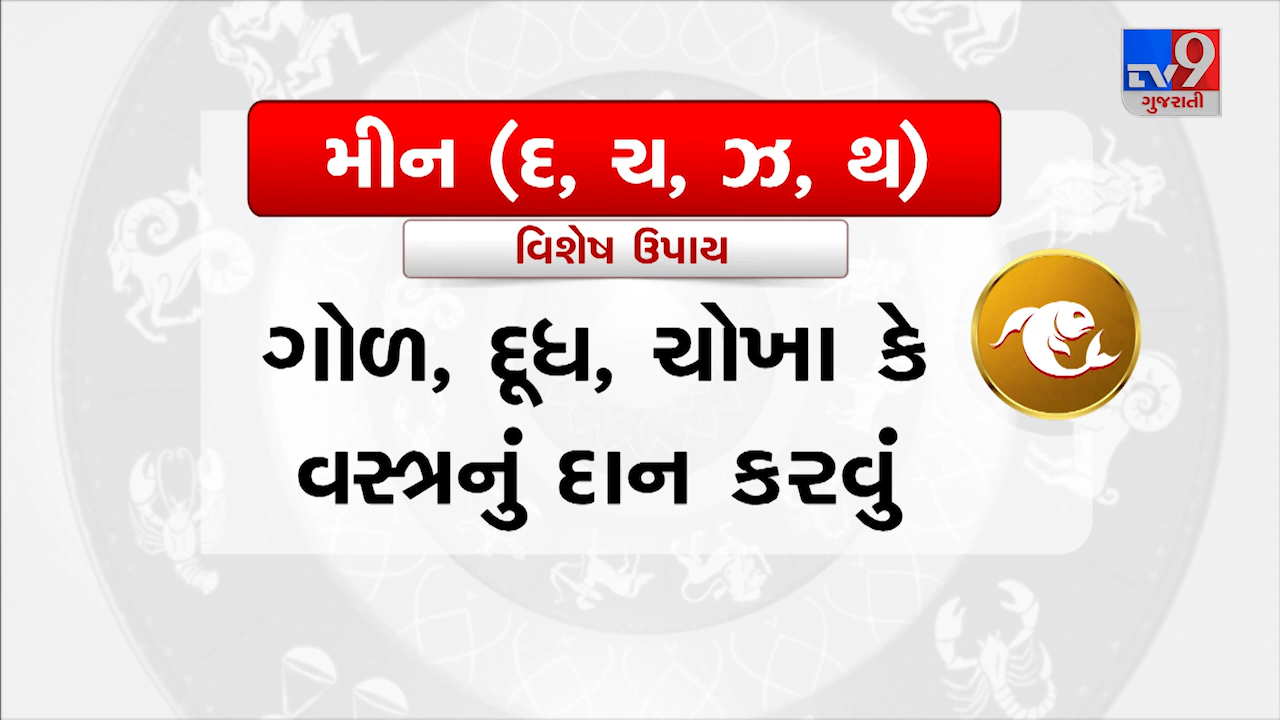 TV9
ગુજરાતી
મીન (દ, ચ, ઝ, થ)
વિશેષ ઉપાય
ગોળ, દૂધ, ચોખા કે
વસ્ત્રનું દાન કરવું